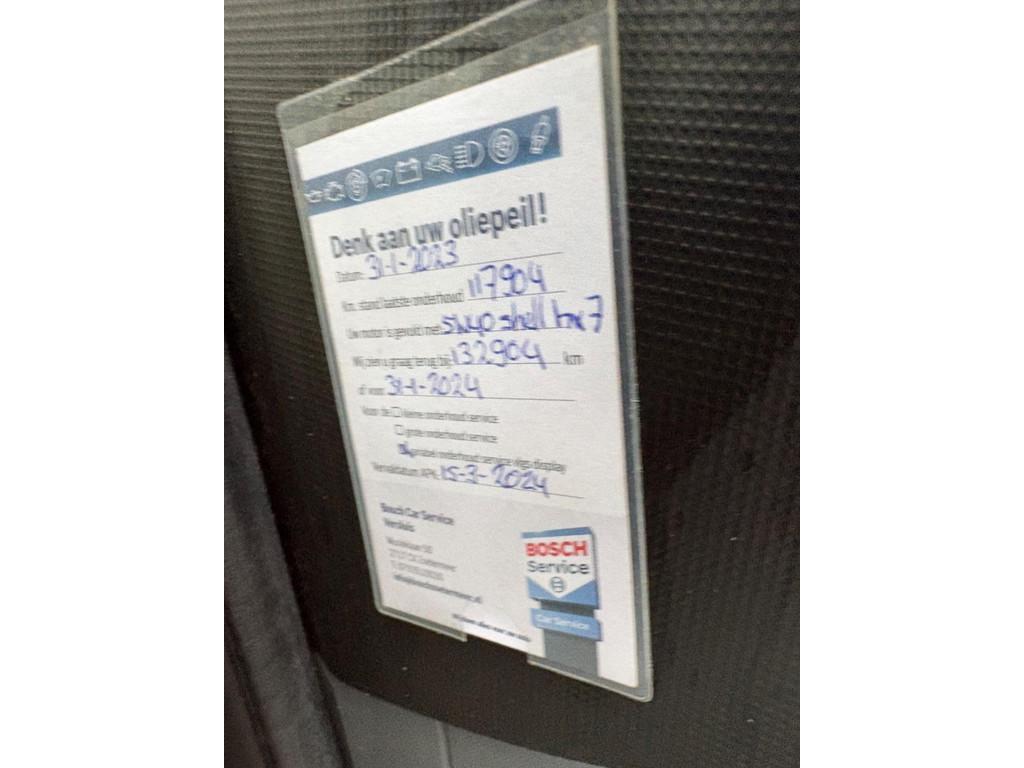 Denk aan uw oliepeil!
Datum: 31-1-2023
Km. stand laatste onderhoud: 117904
Uw motor is gevuld met: 5W40 shell hx7
Wij zien u graag terug bij: 132904 km
of voor: 31-1-2024
Voor de: kleine onderhoud service
grote onderhoud service
variabel onderhoud service vlgs display
Vervaldatum APK: 15-3-2024
Bosch Car Service
BOSCH
Service
Car Service